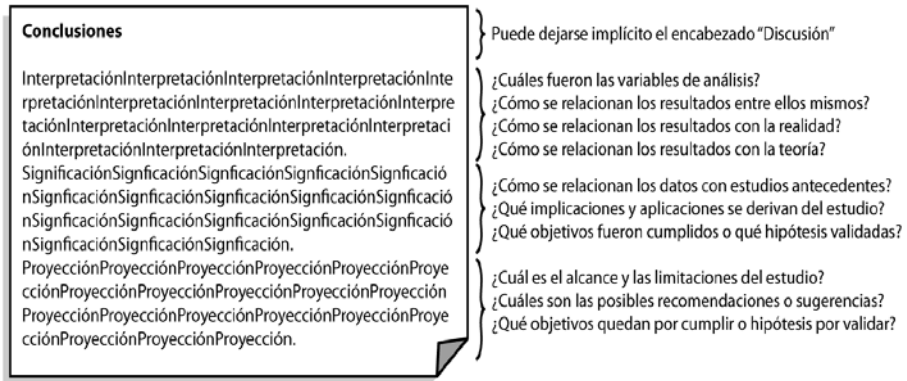 Conclusiones
Puede dejarse implícito el encabezado “Discusión”
InterpretaciónInterpretaciónInterpretaciónInterpretaciónInte
rpretaciónInterpretaciónInterpretaciónInterpretaciónInterpre
taciónInterpretaciónInterpretaciónInterpretaciónInterpretaci
ónInterpretaciónInterpretaciónInterpretación.
¿Cuáles fueron las variables de análisis?
¿Cómo se relacionan los resultados entre ellos mismos?
¿Cómo se relacionan los resultados con la realidad?
¿Cómo se relacionan los resultados con la teoría?
SignificaciónSignficaciónSignficaciónSignficaciónSignficació
nSignficaciónSignficaciónSignficaciónSignficaciónSignficació
nSignficaciónSignficaciónSignficaciónSignficaciónSignficació
nSignficaciónSignficaciónSignficación.
¿Cómo se relacionan los datos con estudios antecedentes?
¿Qué implicaciones y aplicaciones se derivan del estudio?
¿Qué objetivos fueron cumplidos o qué hipótesis validadas?
ProyecciónProyecciónProyecciónProyecciónProyecciónProye
cciónProyecciónProyecciónProyecciónProyecciónProyección
ProyecciónProyecciónProyecciónProyecciónProyecciónProye
cciónProyecciónProyecciónProyección.
¿Cuál es el alcance y las limitaciones del estudio?
¿Cuáles son las posibles recomendaciones o sugerencias?
¿Qué objetivos quedan por cumplir o hipótesis por validar?